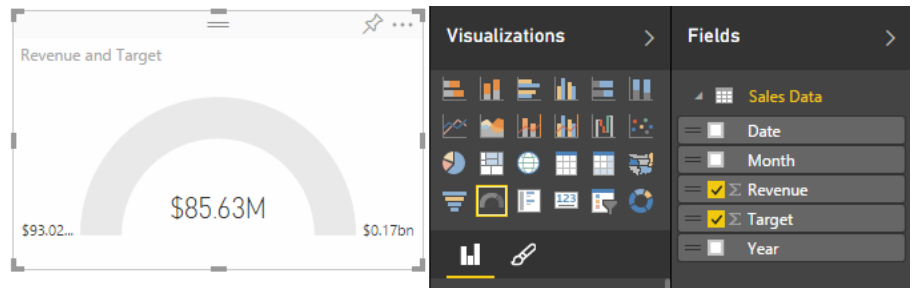 Revenue and Target
$85.63M
$93.02...
$0.17bn
Visualizations
123
Fields
Sales Data
Date
Month
Σ Revenue
Σ Target
Year